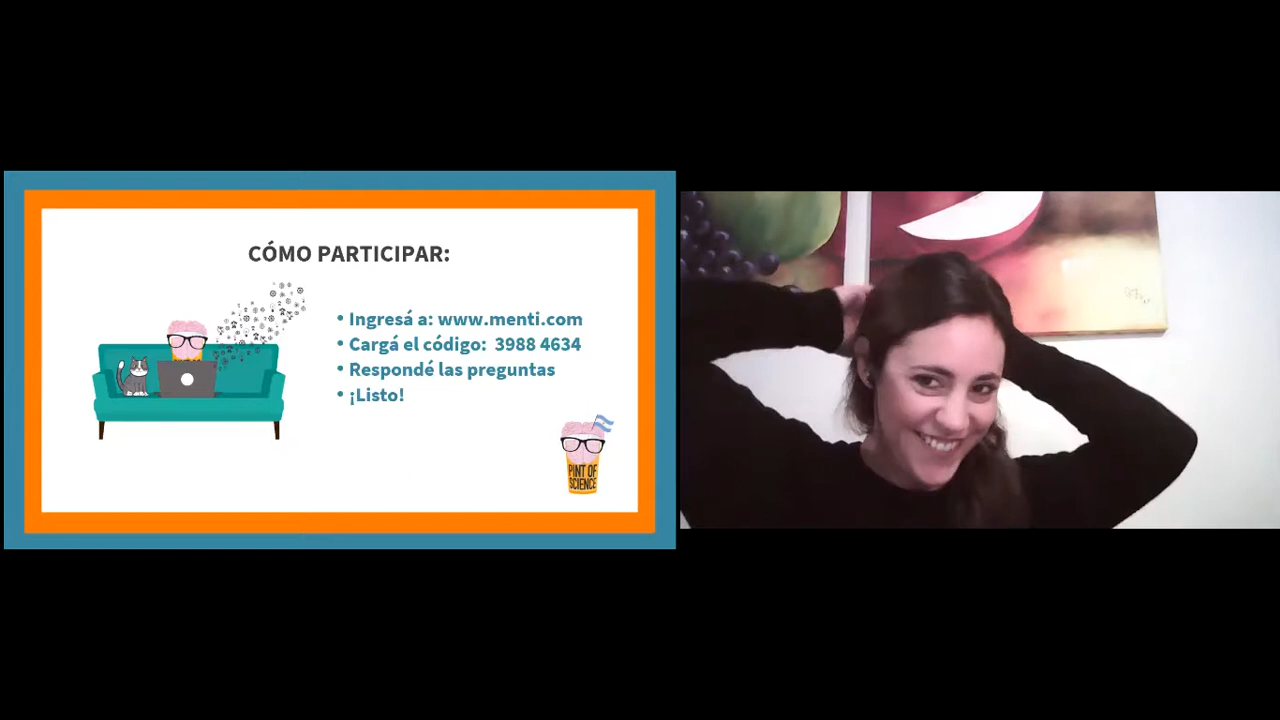 CÓMO PARTICIPAR:
• Ingresá a: www.menti.com
• Cargá el código: 3988 4634
• Respondé las preguntas
• ¡Listo!
PINT OF
SCIENCE